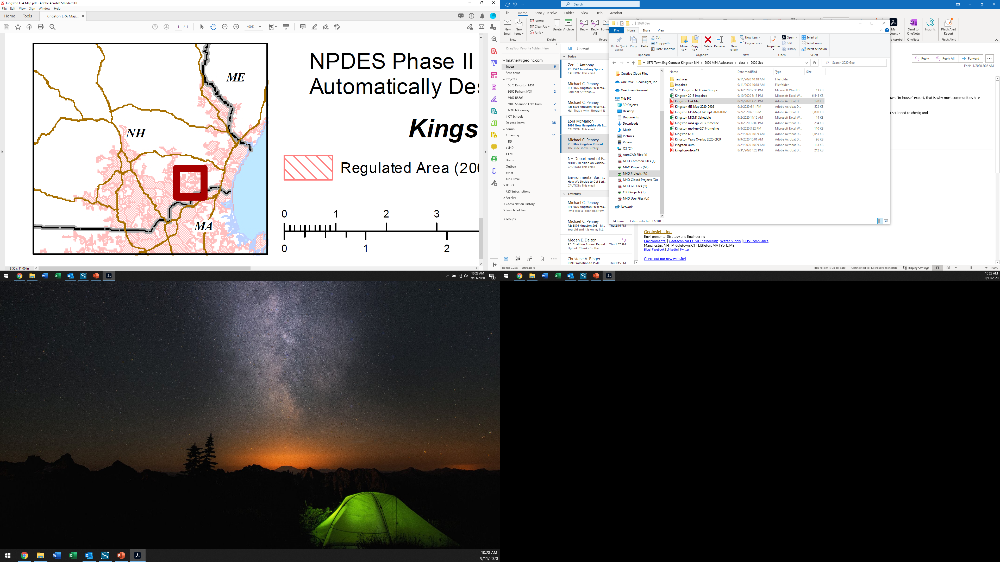 Kingston EPA Map.pdf - Adobe Acrobat Standard DC
File Edit View Sign Window Help
Home Tools Kingston EPA Map....
1 / 1 400%
NPDES Phase II
Automatically Des
Kings
ME
NH
MA
Regulated Area (200
0 1 2 3
0 1 2
8.50 x 11.00 in
10:28 AM
9/11/2020
Search
File Home Send / Receive Folder View Help Acrobat
New Email
New Items
New
Ignore
Clean Up
Junk
Delete
Archive
Delete
Reply
Reply All
Forwa
Respon
My
count
e Acrobat
Send to OneNote
OneNote
Insights
Phish Alert Report
Phish Alert
Drag Your Favorite Folders Here
lmather@geoinc.com
Inbox 6
Sent Items 1
Projects
5876 Kingston MS4 1
9205 Pelham MS4 2
9167 BS&G 1
9109 Shannon Lake Dam 2
6593 N.Conway 3
CT Schools
Deleted Items 38
admin
Training 11
BD
JHD
LM
Drafts
Outbox
other
Junk Email
TODO
RSS Subscriptions
Archive
Conversation History
Search Folders
Groups
All Unread
Today
Zerilli, Anthony
RE: 8547 Amesbury Sports ...
CAUTION: This email
Michael C. Penney
RE: 5876 Kingston Presenta...
I did not SAY that.....
Michael C. Penney
RE: 5876 Kingston Presenta...
Ha! That is why I thought it
Lora McMahon
2020 New Hampshire Air &...
CAUTION: This email
Michael C. Penney
RE: 5876 Kingston Present...
The slide show is really
NH Department of E...
NHDES Decision on Varian...
CAUTION: This email
Environmental Busin...
How We Decide to Get Seri...
CAUTION: This email
Yesterday
Michael C. Penney
RE: 5876 Kingston Presenta...
I will take a look tomorrow.
Michael C. Penney
RE: 5876 Kingston SoS - M... Thu 2:16 PM
You did and it is on my list.
Megan E. Dalton
RE: Coalition Annual Report Thu 1:57 PM
Ugh ok. Thanks for the
Christene A. Binger
RMK Promotion to PS-III Thu 1:15 PM
Items: 9,228 Unread: 6
2020 Geo
File Home Share View
Pin to Quick access
Copy
Paste
Cut
Copy path
Paste shortcut
Clipboard
Move to
Copy to
Delete
Rename
Organize
New folder
New item
Easy access
New
Properties
Open
Edit
History
Open
Select all
Select none
Invert selection
Select
5876 Town Eng Contract Kingston NH › 2020 MS4 Assistance › data › 2020 Geo
Search 2020 Geo
Creative Cloud Files
OneDrive - GeoInsight, Inc
OneDrive - Personal
This PC
3D Objects
Desktop
Documents
Downloads
Music
Pictures
Videos
OS (C:)
AutoCAD Files (I:)
NHO Common Files (J:)
MAO Projects (M:)
NHO Projects (P:)
NHO Closed Projects (Q:)
NHO GIS Files (S:)
CTO Projects (T:)
NHO User Files (U:)
Network
Name Date modified Type Size
_archives 9/11/2020 10:18 AM File folder
impaired 9/11/2020 10:18 AM File folder
5876 Kingston NH Lake Groups 9/3/2020 12:35 PM Microsoft Word D... 13 KB
Kingston 2018 Impaired 9/10/2020 3:13 PM Microsoft Excel W... 6,545 KB
Kingston EPA Map 8/26/2020 4:23 PM Adobe Acrobat D... 178 KB
Kingston GIS Map 2020-0902 9/2/2020 6:41 PM Adobe Acrobat D... 523 KB
Kingston GIS Map HWDept 2020-0902 9/2/2020 6:51 PM Adobe Acrobat D... 1,890 KB
Kingston MCM1 Schedule 9/2/2020 11:16 AM Microsoft Excel W... 14 KB
Kingston ms4-gp-2017-timeline 9/3/2020 12:02 PM Adobe Acrobat D... 294 KB
Kingston ms4-gp-2017-timeline 9/8/2020 3:32 PM Microsoft Excel W... 110 KB
Kingston NOI 8/29/2020 10:09 AM Adobe Acrobat D... 1,651 KB
Kingston Years Overlay 2020-0909 9/9/2020 10:01 AM Adobe Acrobat D... 96 KB
kingston-auth 8/29/2020 10:09 AM Adobe Acrobat D... 113 KB
kingston-nh-ar19 8/31/2020 4:28 PM Adobe Acrobat D... 212 KB
14 items 1 item selected 177 KB
Reply Reply All Forward
Fri 9/11/2020 8:02 AM
own "in-house" expert, that is why most communities hire
t still need to check; and
GeoInsight, Inc.
Environmental Strategy and Engineering
Environmental | Geotechnical + Civil Engineering | Water Supply | EHS Compliance
Manchester, NH | Middletown, CT | Littleton, MA | York, ME
Blog | Facebook | LinkedIn | Twitter
Check out our new website!
This folder is up to date. Connected to: Microsoft Exchange Display Settings 100%
10:28 AM
9/11/2020
10:28 AM
9/11/2020